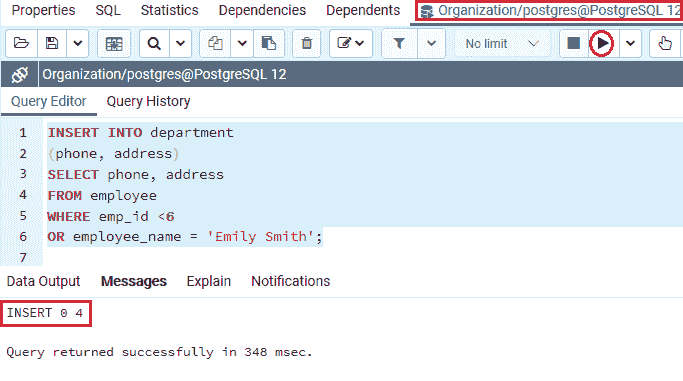 Properties SQL Statistics Dependencies Dependents Organization/postgres@PostgreSQL 12
No limit
Organization/postgres@PostgreSQL 12
Query Editor Query History
1 INSERT INTO department
2 (phone, address)
3 SELECT phone, address
4 FROM employee
5 WHERE emp_id <6
6 OR employee_name = 'Emily Smith';
7
Data Output Messages Explain Notifications
INSERT 0 4
Query returned successfully in 348 msec.